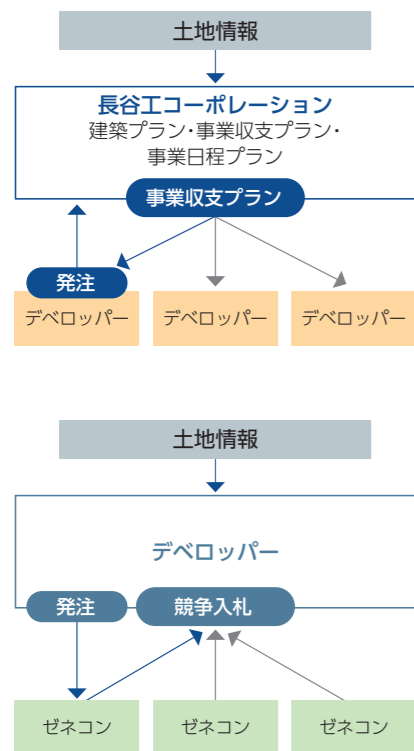 土地情報
長谷工コーポレーション
建築プラン・事業収支プラン・
事業日程プラン
事業収支プラン
発注
デベロッパー デベロッパー デベロッパー
土地情報
デベロッパー
発注 競争入札
ゼネコン ゼネコン ゼネコン